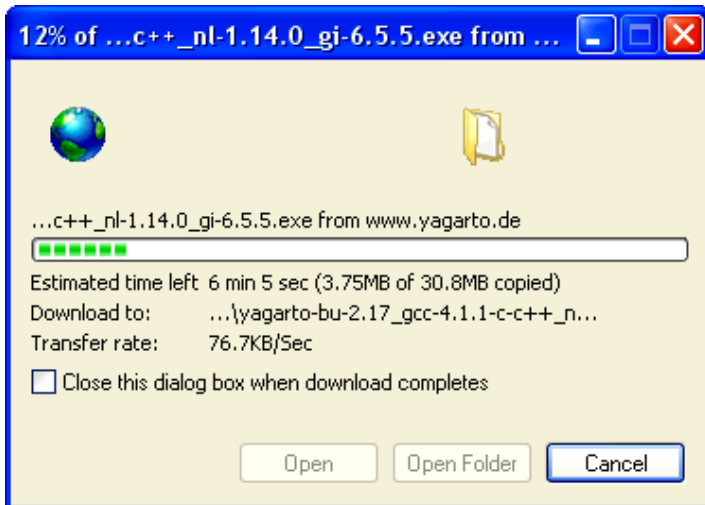 12% of ...c++_nl-1.14.0_gi-6.5.5.exe from ...
...c++_nl-1.14.0_gi-6.5.5.exe from www.yagarto.de
Estimated time left 6 min 5 sec (3.75MB of 30.8MB copied)
Download to: ...\yagarto-bu-2.17_gcc-4.1.1-c-c++_n...
Transfer rate: 76.7KB/Sec
Close this dialog box when download completes
Open Open Folder Cancel